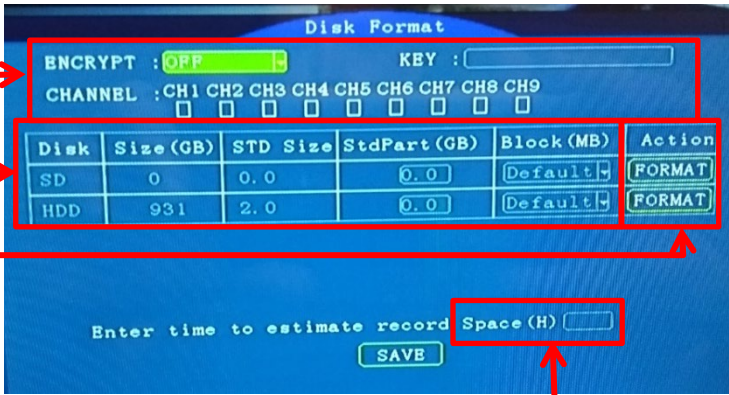 Disk Format
ENCRYPT : OFF KEY :
CHANNEL : CH1 CH2 CH3 CH4 CH5 CH6 CH7 CH8 CH9
Disk Size(GB) STD Size StdPart(GB) Block(MB) Action
SD 0 0.0 0.0 Default FORMAT
HDD 931 2.0 0.0 Default FORMAT
Enter time to estimate record Space(H)
SAVE